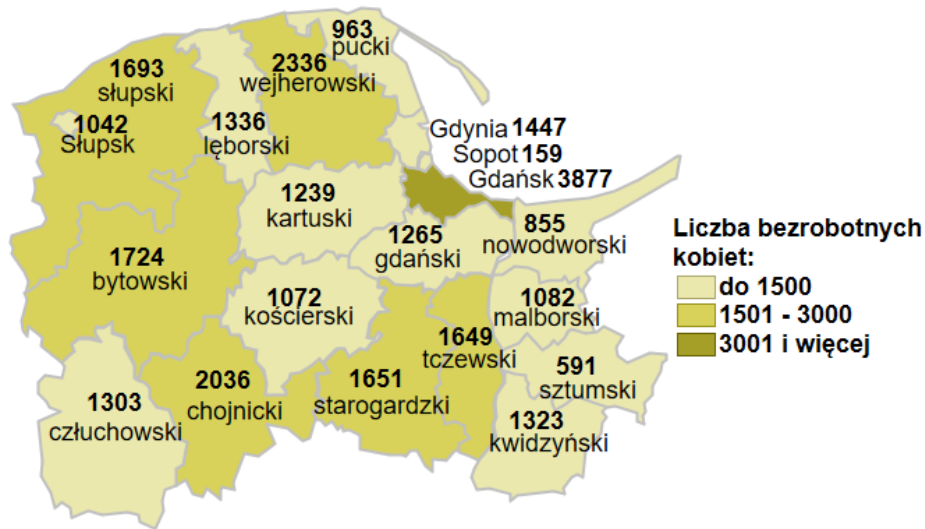 963
pucki
1693
słupski
2336
wejherowski
1042
Słupsk
1336
lęborski
Gdynia 1447
Sopot 159
Gdańsk 3877
1239
kartuski
1265
gdański
855
nowodworski
1724
bytowski
1072
kościerski
1082
malborski
1649
tczewski
591
sztumski
1303
człuchowski
2036
chojnicki
1651
starogardzki
1323
kwidzyński
Liczba bezrobotnych
kobiet:
do 1500
1501 - 3000
3001 i więcej